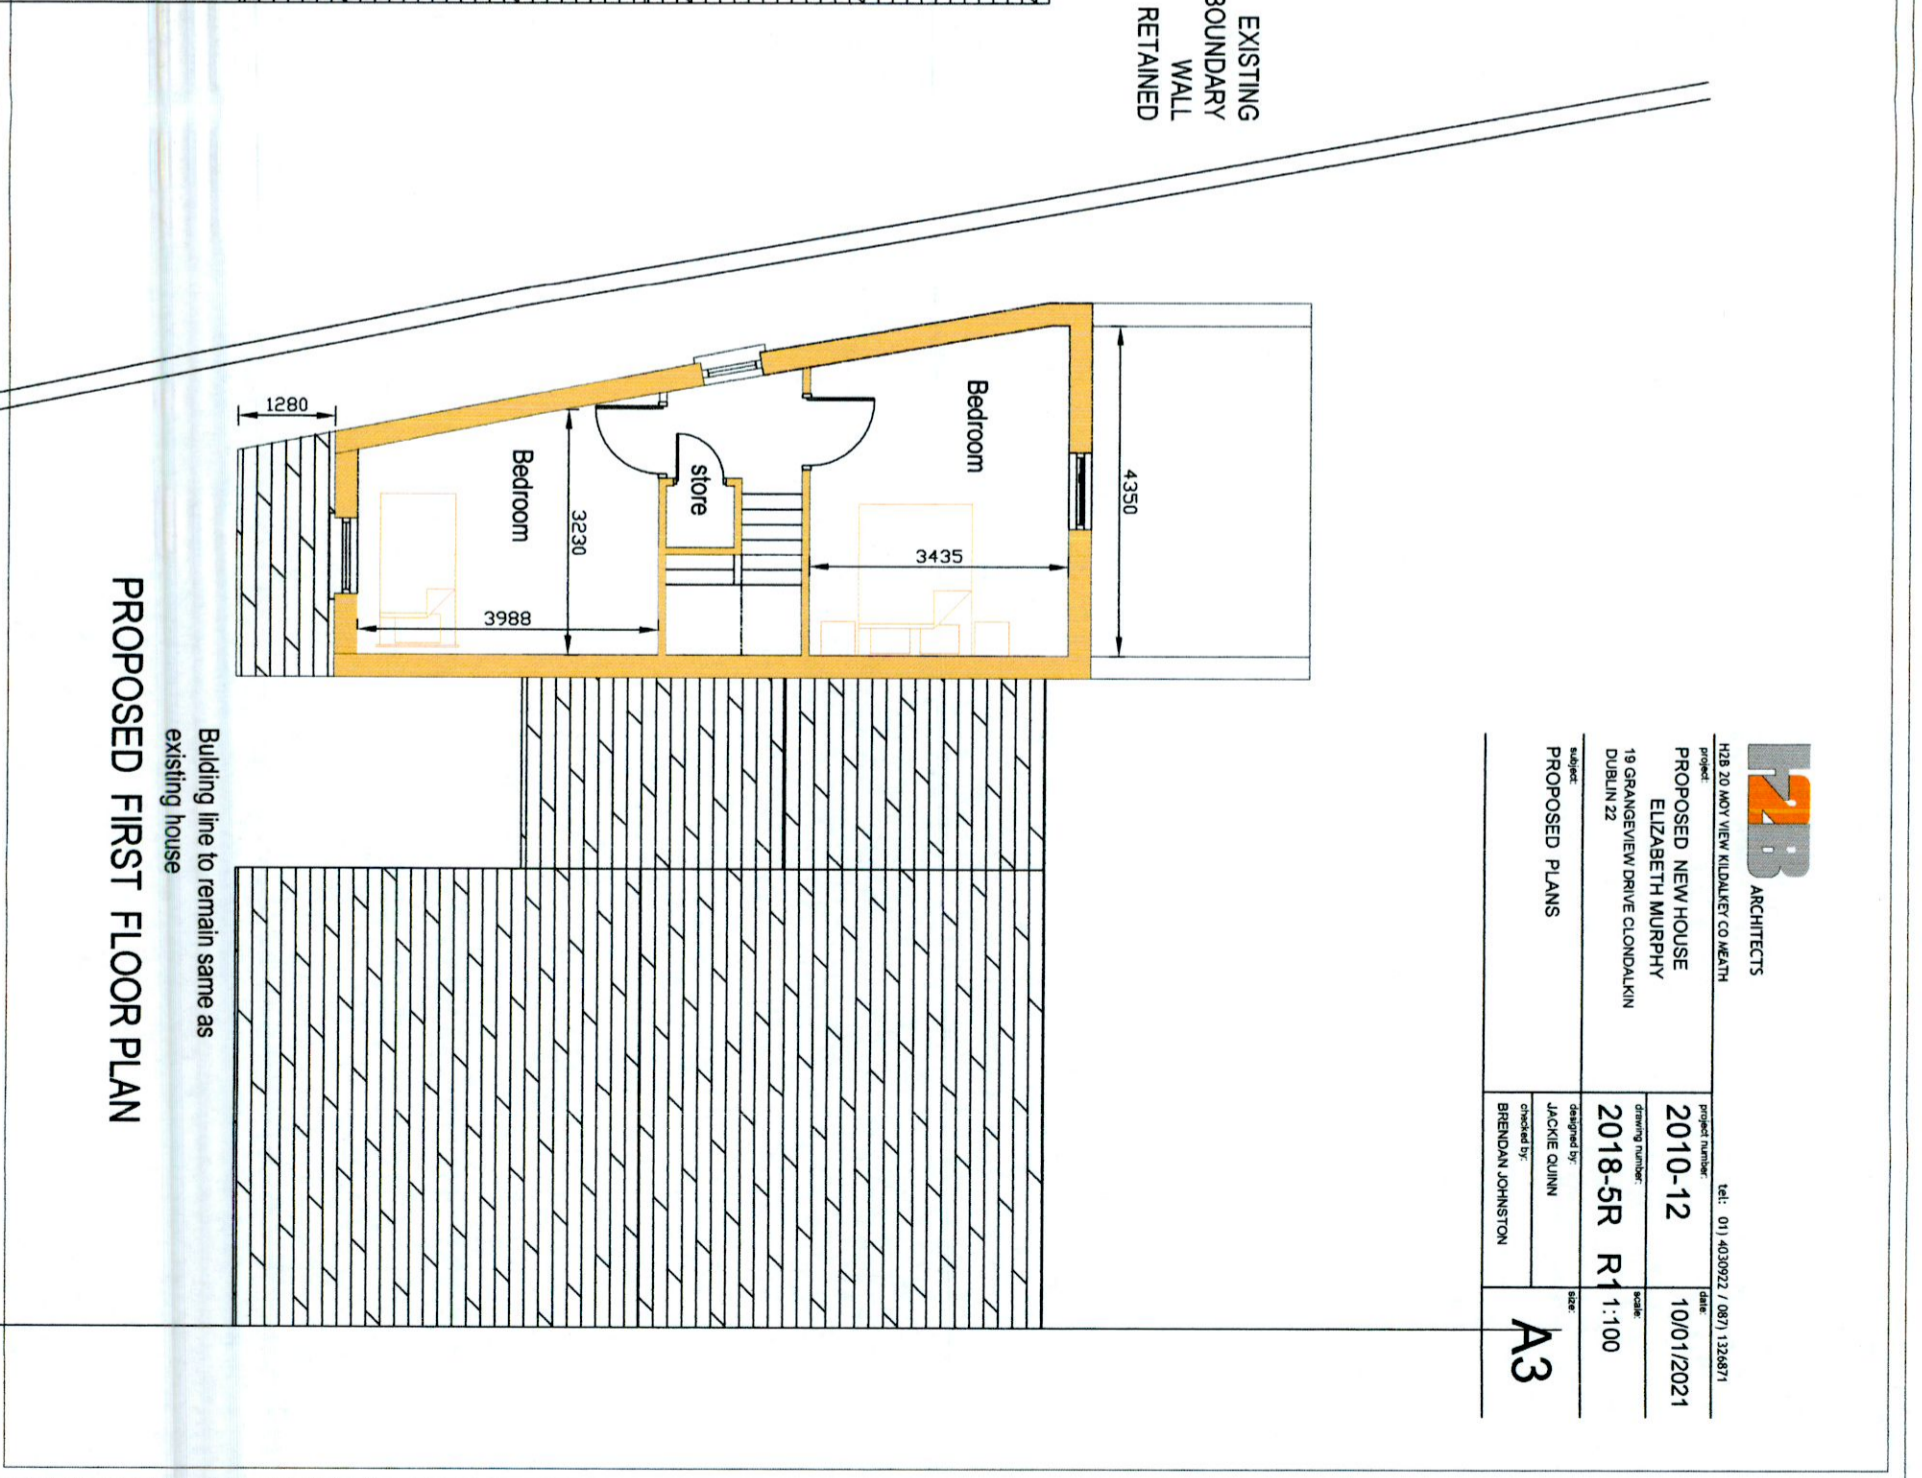 H2B
ARCHITECTS
H2B 20 MOY VIEW KILDALKEY CO MEATH
tel: 01) 4030922 / 087) 1326871
project:
PROPOSED NEW HOUSE
ELIZABETH MURPHY
19 GRANGEVIEW DRIVE CLONDALKIN
DUBLIN 22
subject:
PROPOSED PLANS
project number:
2010-12
date:
10/01/2021
drawing number:
2018-5R R1
scale:
1:100
designed by:
JACKIE QUINN
checked by:
BRENDAN JOHNSTON
size:
A3
EXISTING
BOUNDARY
WALL
RETAINED
4350
Bedroom
3435
store
3230
Bedroom
3988
1280
Bulding line to remain same as
existing house
PROPOSED FIRST FLOOR PLAN